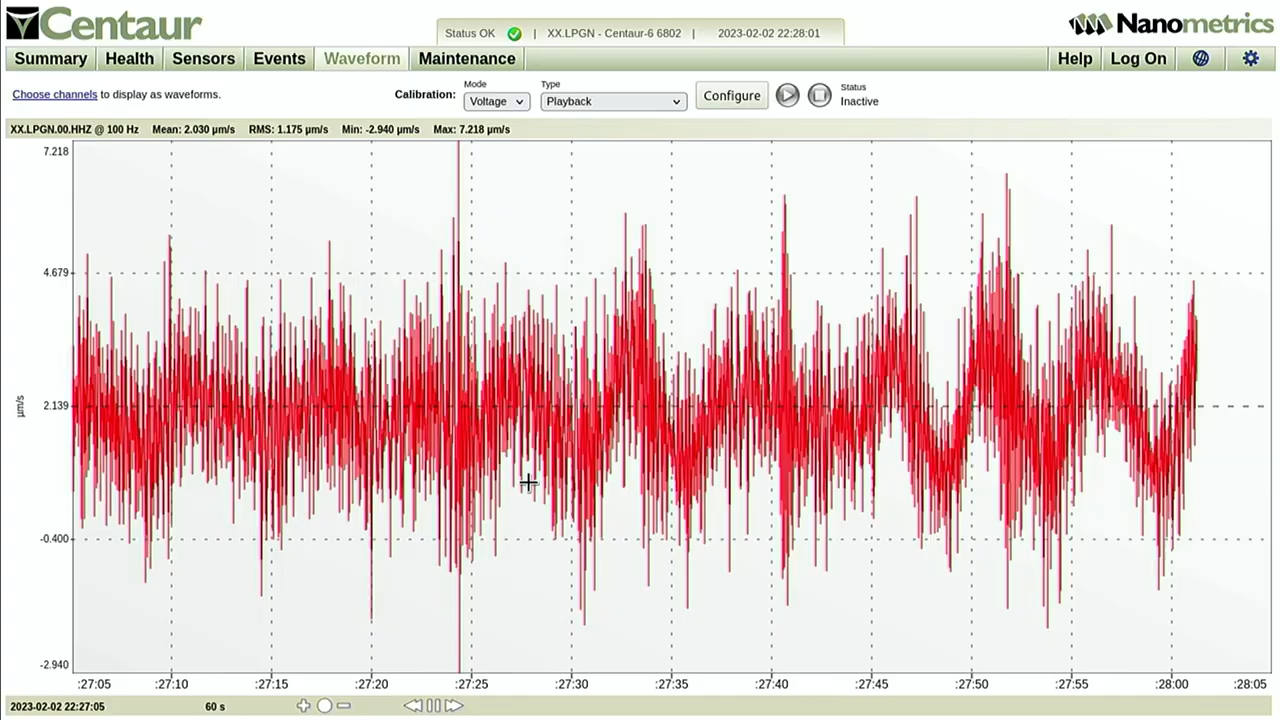 Centaur
Status OK | XX.LPGN - Centaur-6 6802 | 2023-02-02 22:28:01
Nanometrics
Summary Health Sensors Events Waveform Maintenance Help Log On
Choose channels to display as waveforms.
Calibration:
Mode
Voltage
Type
Playback
Configure
Status
Inactive
XX.LPGN.00.HHZ @ 100 Hz Mean: 2.030 µm/s RMS: 1.175 µm/s Min: -2.940 µm/s Max: 7.218 µm/s
7.218
4.679
2.139
µm/s
-0.400
-2.940
:27:05 :27:10 :27:15 :27:20 :27:25 :27:30 :27:35 :27:40 :27:45 :27:50 :27:55 :28:00 :28:05
2023-02-02 22:27:05 60 s